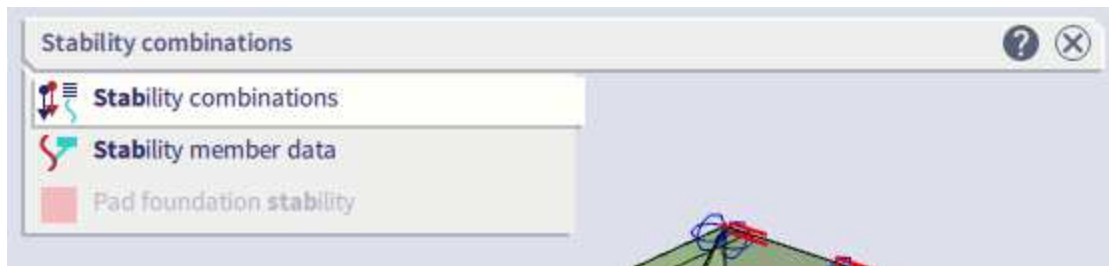 Stability combinations
Stability combinations
Stability member data
Pad foundation stability